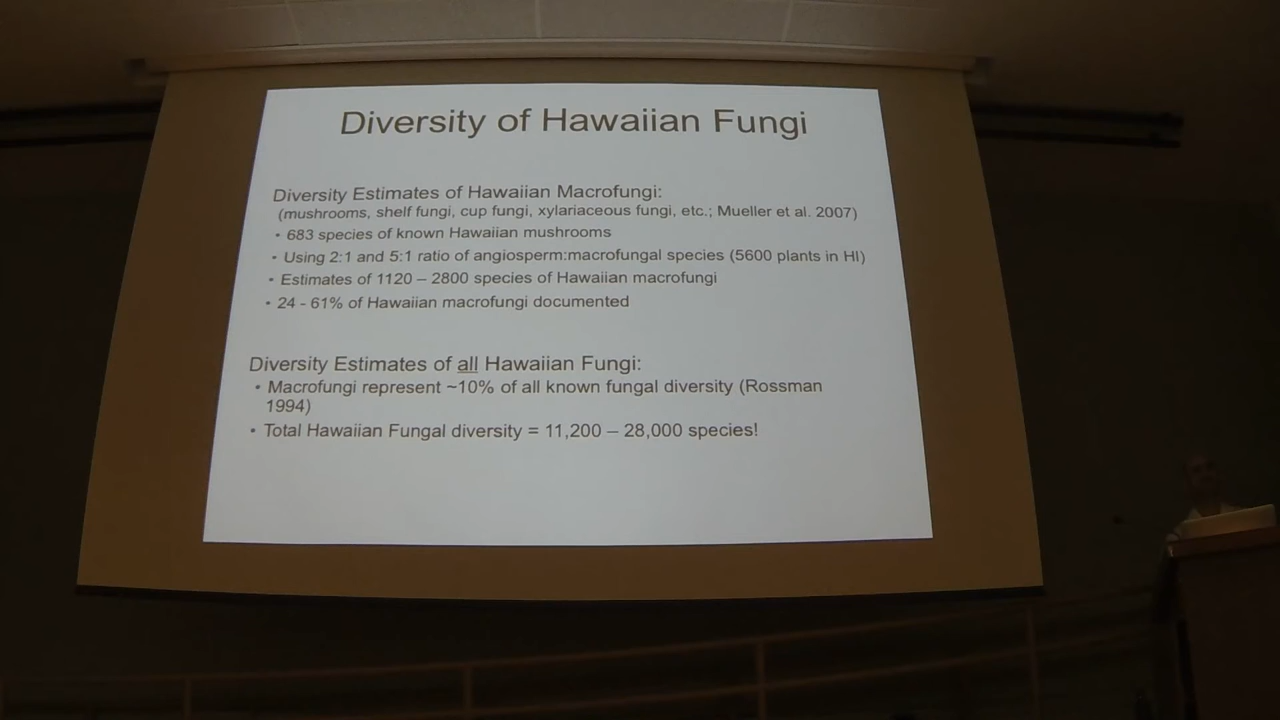 Diversity of Hawaiian Fungi
Diversity Estimates of Hawaiian Macrofungi:
(mushrooms, shelf fungi, cup fungi, xylariaceous fungi, etc.; Mueller et al. 2007)
• 683 species of known Hawaiian mushrooms
• Using 2:1 and 5:1 ratio of angiosperm:macrofungal species (5600 plants in HI)
• Estimates of 1120 – 2800 species of Hawaiian macrofungi
• 24 - 61% of Hawaiian macrofungi documented
Diversity Estimates of all Hawaiian Fungi:
• Macrofungi represent ~10% of all known fungal diversity (Rossman
1994)
• Total Hawaiian Fungal diversity = 11,200 – 28,000 species!